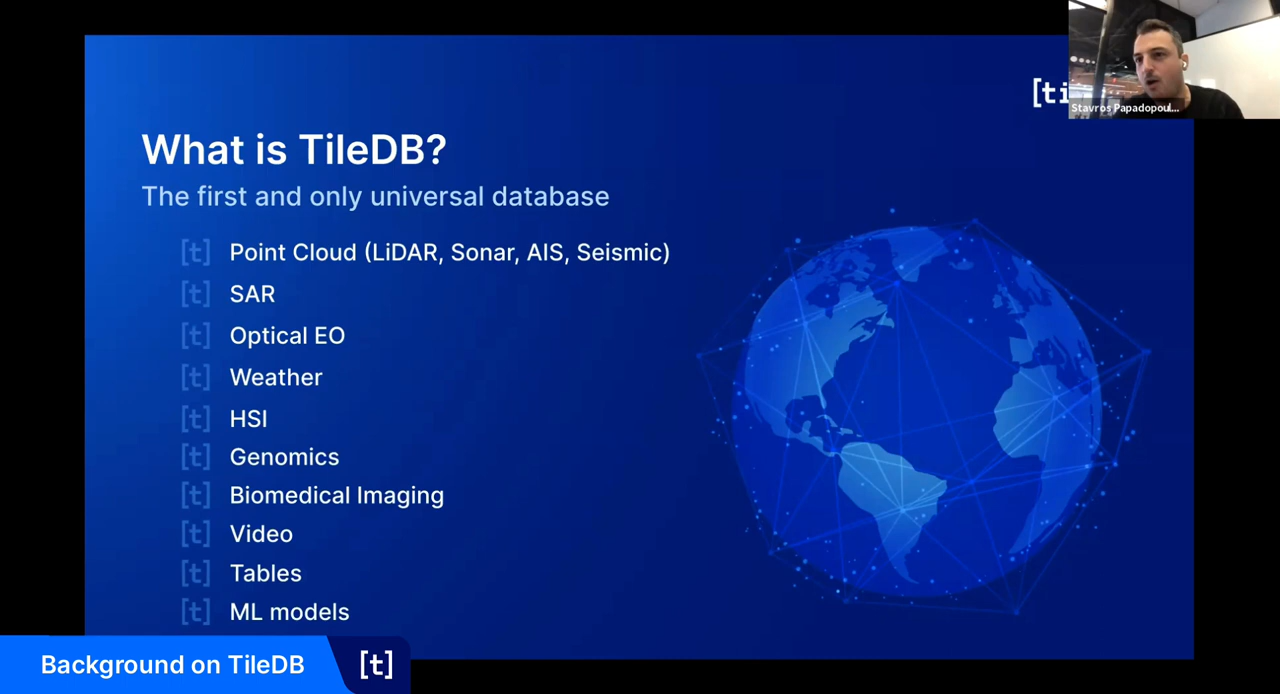 [ti
Stavros Papadopoul...
What is TileDB?
The first and only universal database
[t] Point Cloud (LiDAR, Sonar, AIS, Seismic)
[t] SAR
[t] Optical EO
[t] Weather
[t] HSI
[t] Genomics
[t] Biomedical Imaging
[t] Video
[t] Tables
[t] ML models
Background on TileDB [t]